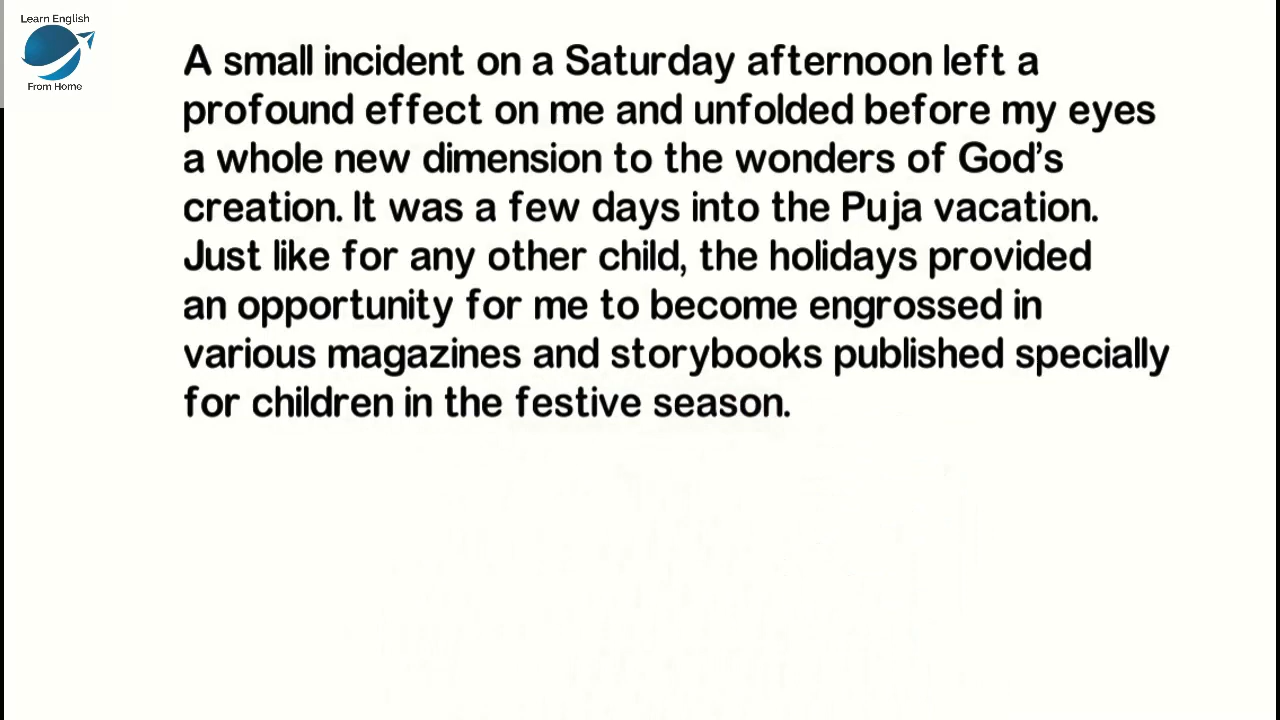 Learn English
From Home
A small incident on a Saturday afternoon left a
profound effect on me and unfolded before my eyes
a whole new dimension to the wonders of God's
creation. It was a few days into the Puja vacation.
Just like for any other child, the holidays provided
an opportunity for me to become engrossed in
various magazines and storybooks published specially
for children in the festive season.